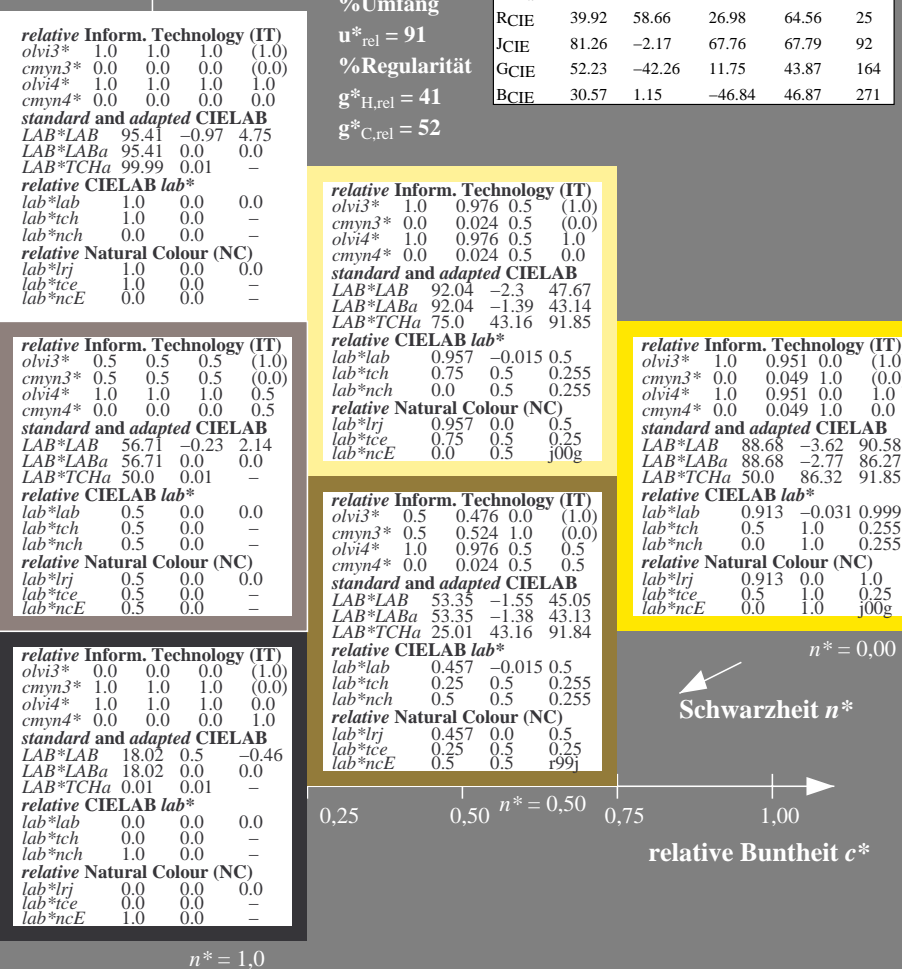 %Umfang
u*rel = 91
%Regularität
g*H,rel = 41
g*C,rel = 52
RCIE 39.92 58.66 26.98 64.56 25
JCIE 81.26 −2.17 67.76 67.79 92
GCIE 52.23 −42.26 11.75 43.87 164
BCIE 30.57 1.15 −46.84 46.87 271
relative Inform. Technology (IT)
olvi3* 1.0 1.0 1.0 (1.0)
cmyn3* 0.0 0.0 0.0 (0.0)
olvi4* 1.0 1.0 1.0 1.0
cmyn4* 0.0 0.0 0.0 0.0
standard and adapted CIELAB
LAB*LAB 95.41 −0.97 4.75
LAB*LABa 95.41 0.0 0.0
LAB*TCHa 99.99 0.01 –
relative CIELAB lab*
lab*lab 1.0 0.0 0.0
lab*tch 1.0 0.0 –
lab*nch 0.0 0.0 –
relative Natural Colour (NC)
lab*lrj 1.0 0.0 0.0
lab*tce 1.0 0.0 –
lab*ncE 0.0 0.0 –
relative Inform. Technology (IT)
olvi3* 1.0 0.976 0.5 (1.0)
cmyn3* 0.0 0.024 0.5 (0.0)
olvi4* 1.0 0.976 0.5 1.0
cmyn4* 0.0 0.024 0.5 0.0
standard and adapted CIELAB
LAB*LAB 92.04 −2.3 47.67
LAB*LABa 92.04 −1.39 43.14
LAB*TCHa 75.0 43.16 91.85
relative CIELAB lab*
lab*lab 0.957 −0.015 0.5
lab*tch 0.75 0.5 0.255
lab*nch 0.0 0.5 0.255
relative Natural Colour (NC)
lab*lrj 0.957 0.0 0.5
lab*tce 0.75 0.5 0.25
lab*ncE 0.0 0.5 j00g
relative Inform. Technology (IT)
olvi3* 0.5 0.5 0.5 (1.0)
cmyn3* 0.5 0.5 0.5 (0.0)
olvi4* 1.0 1.0 1.0 0.5
cmyn4* 0.0 0.0 0.0 0.5
standard and adapted CIELAB
LAB*LAB 56.71 −0.23 2.14
LAB*LABa 56.71 0.0 0.0
LAB*TCHa 50.0 0.01 –
relative CIELAB lab*
lab*lab 0.5 0.0 0.0
lab*tch 0.5 0.0 –
lab*nch 0.5 0.0 –
relative Natural Colour (NC)
lab*lrj 0.5 0.0 0.0
lab*tce 0.5 0.0 –
lab*ncE 0.5 0.0 –
relative Inform. Technology (IT)
olvi3* 1.0 0.951 0.0 (1.0
cmyn3* 0.0 0.049 1.0 (0.0
olvi4* 1.0 0.951 0.0 1.0
cmyn4* 0.0 0.049 1.0 0.0
standard and adapted CIELAB
LAB*LAB 88.68 −3.62 90.58
LAB*LABa 88.68 −2.77 86.27
LAB*TCHa 50.0 86.32 91.85
relative CIELAB lab*
lab*lab 0.913 −0.031 0.999
lab*tch 0.5 1.0 0.255
lab*nch 0.0 1.0 0.255
relative Natural Colour (NC)
lab*lrj 0.913 0.0 1.0
lab*tce 0.5 1.0 0.25
lab*ncE 0.0 1.0 j00g
relative Inform. Technology (IT)
olvi3* 0.5 0.476 0.0 (1.0)
cmyn3* 0.5 0.524 1.0 (0.0)
olvi4* 1.0 0.976 0.5 0.5
cmyn4* 0.0 0.024 0.5 0.5
standard and adapted CIELAB
LAB*LAB 53.35 −1.55 45.05
LAB*LABa 53.35 −1.38 43.13
LAB*TCHa 25.01 43.16 91.84
relative CIELAB lab*
lab*lab 0.457 −0.015 0.5
lab*tch 0.25 0.5 0.255
lab*nch 0.5 0.5 0.255
relative Natural Colour (NC)
lab*lrj 0.457 0.0 0.5
lab*tce 0.25 0.5 0.25
lab*ncE 0.5 0.5 r99j
relative Inform. Technology (IT)
olvi3* 0.0 0.0 0.0 (1.0)
cmyn3* 1.0 1.0 1.0 (0.0)
olvi4* 1.0 1.0 1.0 0.0
cmyn4* 0.0 0.0 0.0 1.0
standard and adapted CIELAB
LAB*LAB 18.02 0.5 −0.46
LAB*LABa 18.02 0.0 0.0
LAB*TCHa 0.01 0.01 –
relative CIELAB lab*
lab*lab 0.0 0.0 0.0
lab*tch 0.0 0.0 –
lab*nch 1.0 0.0 –
relative Natural Colour (NC)
lab*lrj 0.0 0.0 0.0
lab*tce 0.0 0.0 –
lab*ncE 1.0 0.0 –
n* = 0,00
Schwarzheit n*
n* = 0,50
0,25 0,50 0,75 1,00
relative Buntheit c*
n* = 1,0